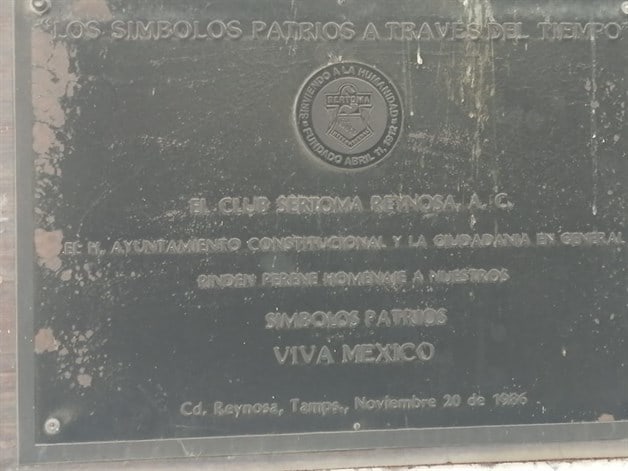 "LOS SIMBOLOS PATRIOS A TRAVES DEL TIEMPO"
SIRVIENDO A LA HUMANIDAD
SERTOMA
FUNDADO ABRIL 11, 1912
EL CLUB SERTOMA REYNOSA, A. C.
EL H. AYUNTAMIENTO CONSTITUCIONAL Y LA CIUDADANIA EN GENERAL
RINDEN PERENE HOMENAJE A NUESTROS
SIMBOLOS PATRIOS
VIVA MEXICO
Cd. Reynosa, Tamps., Noviembre 20 de 1986